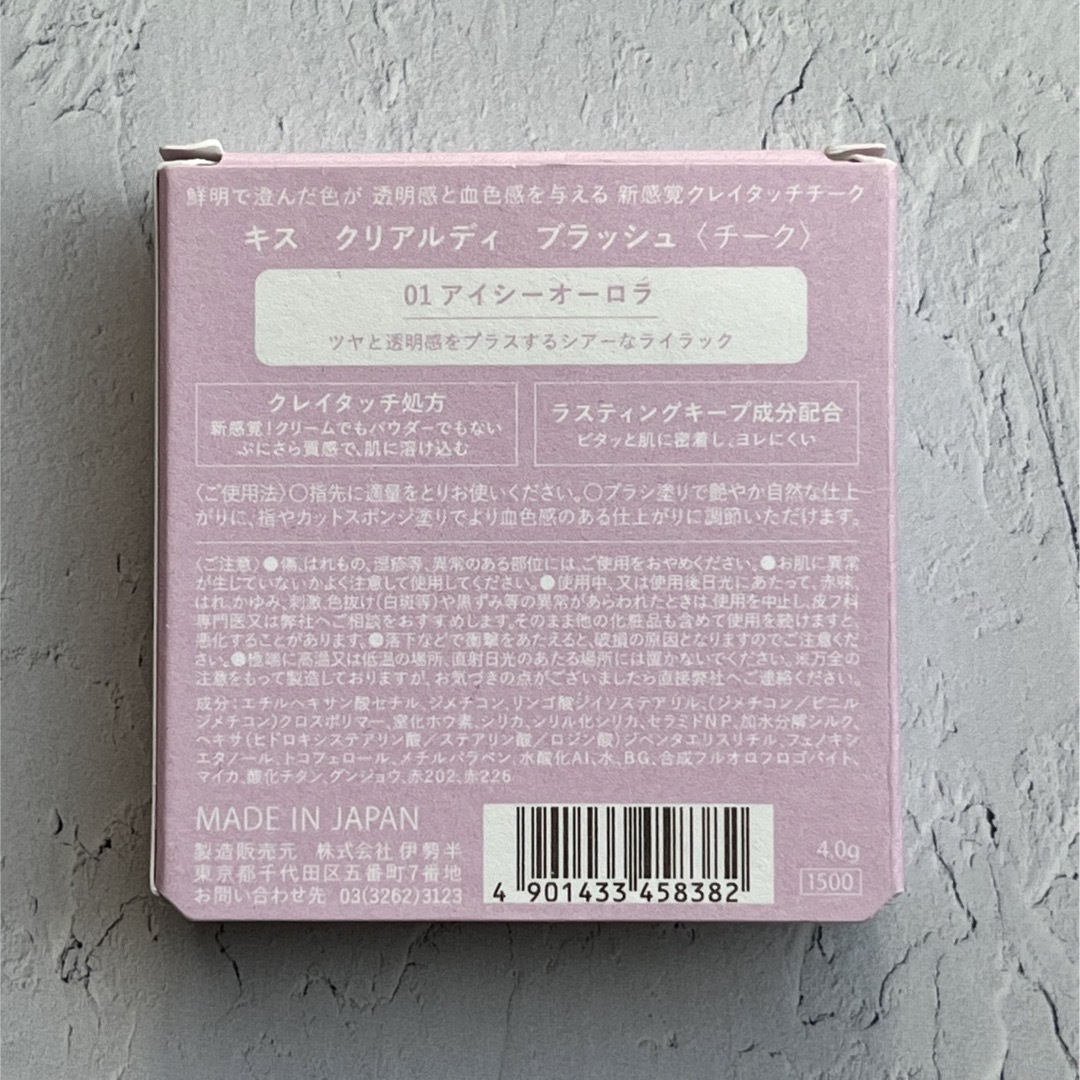 鮮明で澄んだ色が 透明感と血色感を与える 新感覚クレイタッチチーク
キス クリアルディ ブラッシュ〈チーク〉
01 アイシーオーロラ
ツヤと透明感をプラスするシアーなライラック
クレイタッチ処方
新感覚!クリームでもパウダーでもない
ぷにさら質感で、肌に溶け込む
ラスティングキープ成分配合
ピタッと肌に密着し、ヨレにくい
〈ご使用法〉○指先に適量をとりお使いください。○ブラシ塗りで艶やか自然な仕上
がりに、指やカットスポンジ塗りでより血色感のある仕上がりに調節いただけます。
〈ご注意〉●傷、はれもの、湿疹等、異常のある部位には、ご使用をおやめください。●お肌に異常
が生じていないかよく注意して使用してください。●使用中、又は使用後日光にあたって、赤味、
はれ、かゆみ、刺激、色抜け(白斑等)や黒ずみ等の異常があらわれたときは、使用を中止し、皮フ科
専門医又は弊社へご相談をおすすめします。そのまま他の化粧品も含めて使用を続けますと、
悪化することがあります。●落下などで衝撃をあたえると、破損の原因となりますのでご注意くだ
さい。●極端に高温又は低温の場所、直射日光のあたる場所には置かないでください。※万全の
注意をもって製造しておりますが、お気づきの点がございましたら直接弊社へご連絡ください。
成分:エチルヘキサン酸セチル、ジメチコン、リンゴ酸ジイソステアリル、(ジメチコン/ビニル
ジメチコン)クロスポリマー、窒化ホウ素、シリカ、シリル化シリカ、セラミドNP、加水分解シルク、
ヘキサ(ヒドロキシステアリン酸/ステアリン酸/ロジン酸)ジペンタエリスリチル、フェノキシ
エタノール、トコフェロール、メチルパラベン、水酸化Al、水、BG、合成フルオロフロゴパイト、
マイカ、酸化チタン、グンジョウ、赤202、赤226
MADE IN JAPAN
製造販売元 株式会社 伊勢半
東京都千代田区五番町7番地
お問い合わせ先 03(3262)3123
4 901433 458382
4.0g
1500